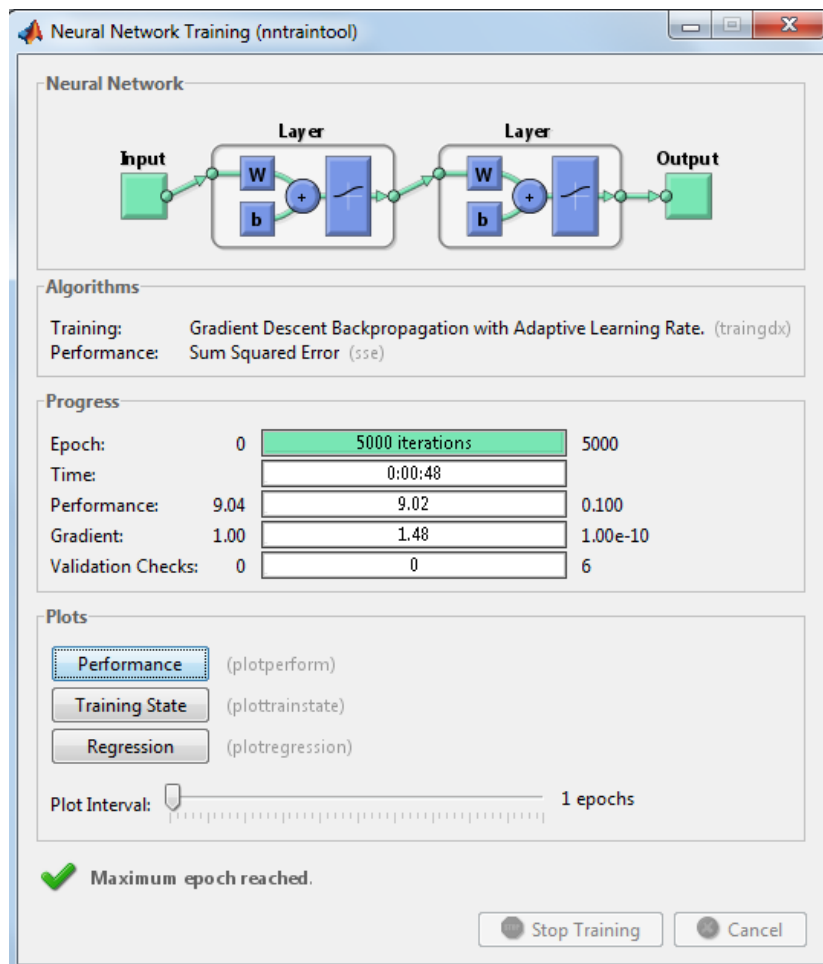 Neural Network Training (nntraintool)
Neural Network
Layer Layer
Input Output
W W
+ +
b b
Algorithms
Training: Gradient Descent Backpropagation with Adaptive Learning Rate. (traingdx)
Performance: Sum Squared Error (sse)
Progress
Epoch: 0 5000 iterations 5000
Time: 0:00:48
Performance: 9.04 9.02 0.100
Gradient: 1.00 1.48 1.00e-10
Validation Checks: 0 0 6
Plots
Performance (plotperform)
Training State (plottrainstate)
Regression (plotregression)
Plot Interval: 1 epochs
Maximum epoch reached.
Stop Training Cancel